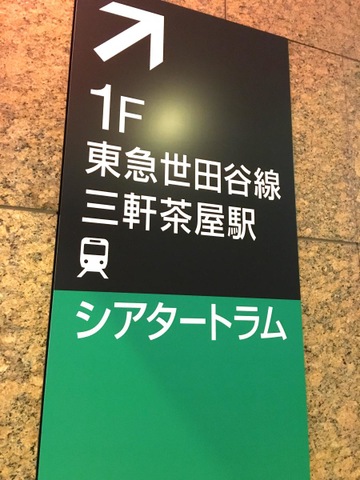 1F
東急世田谷線
三軒茶屋駅
シアタートラム